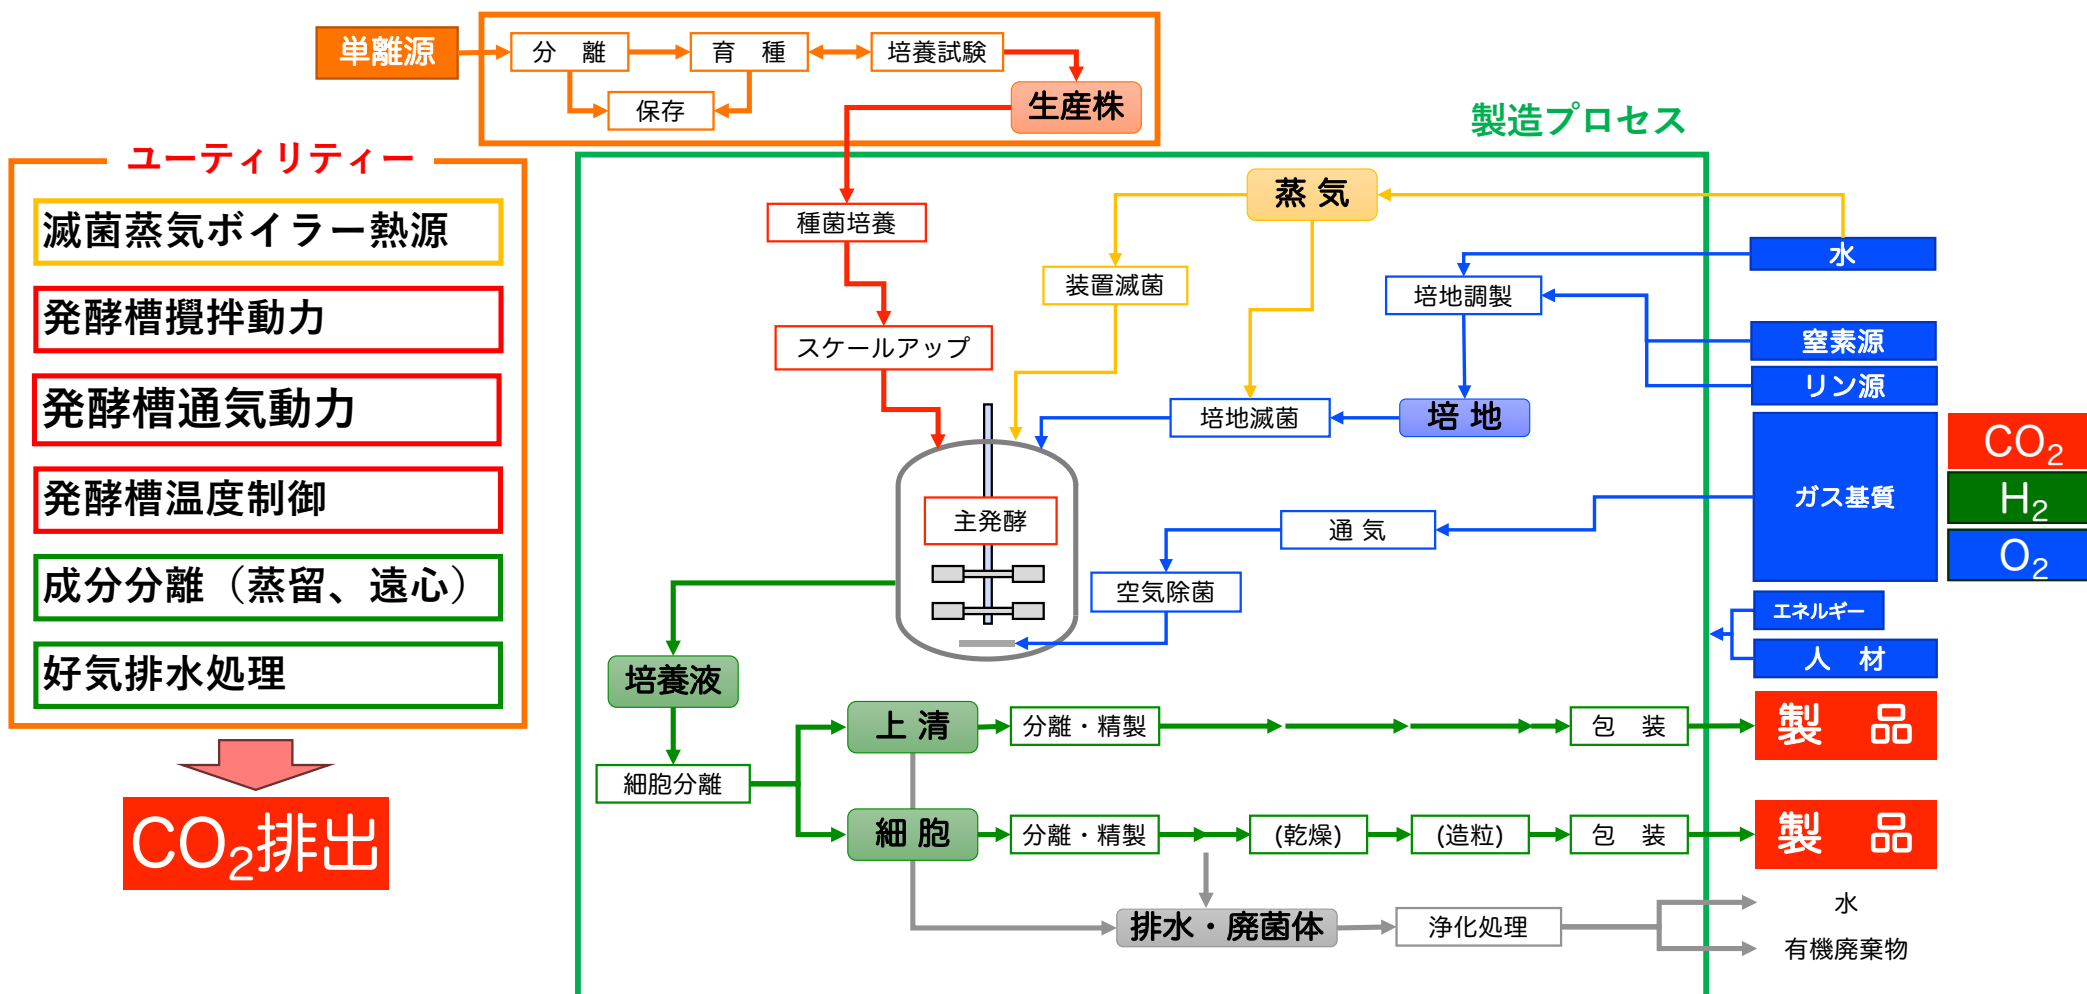 単離源
分　離
育　種
培養試験
保存
生産株
製造プロセス
ユーティリティー
滅菌蒸気ボイラー熱源
発酵槽攪拌動力
発酵槽通気動力
発酵槽温度制御
成分分離（蒸留、遠心）
好気排水処理
CO2排出
種菌培養
スケールアップ
主発酵
蒸 気
装置滅菌
培地調製
培地滅菌
培 地
通 気
空気除菌
水
窒素源
リン源
ガス基質
CO2
H2
O2
エネルギー
人　材
培養液
細胞分離
上 清
分離・精製
包　装
製　品
細 胞
分離・精製
(乾燥)
(造粒)
包　装
製　品
排水・廃菌体
浄化処理
水
有機廃棄物